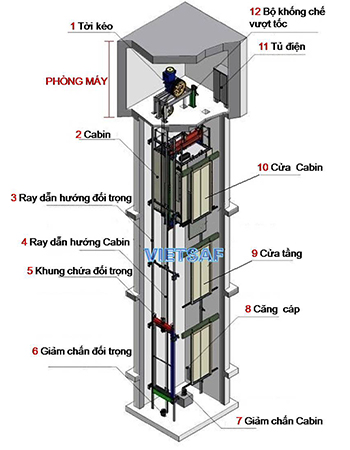 12 Bộ khống chế
vượt tốc
1 Tời kéo
11 Tủ điện
PHÒNG MÁY
2 Cabin
10 Cửa Cabin
3 Ray dẫn hướng đối trọng
4 Ray dẫn hướng Cabin
VIETSAF
9 Cửa tầng
5 Khung chứa đối trọng
8 Căng cáp
6 Giảm chấn đối trọng
7 Giảm chấn Cabin